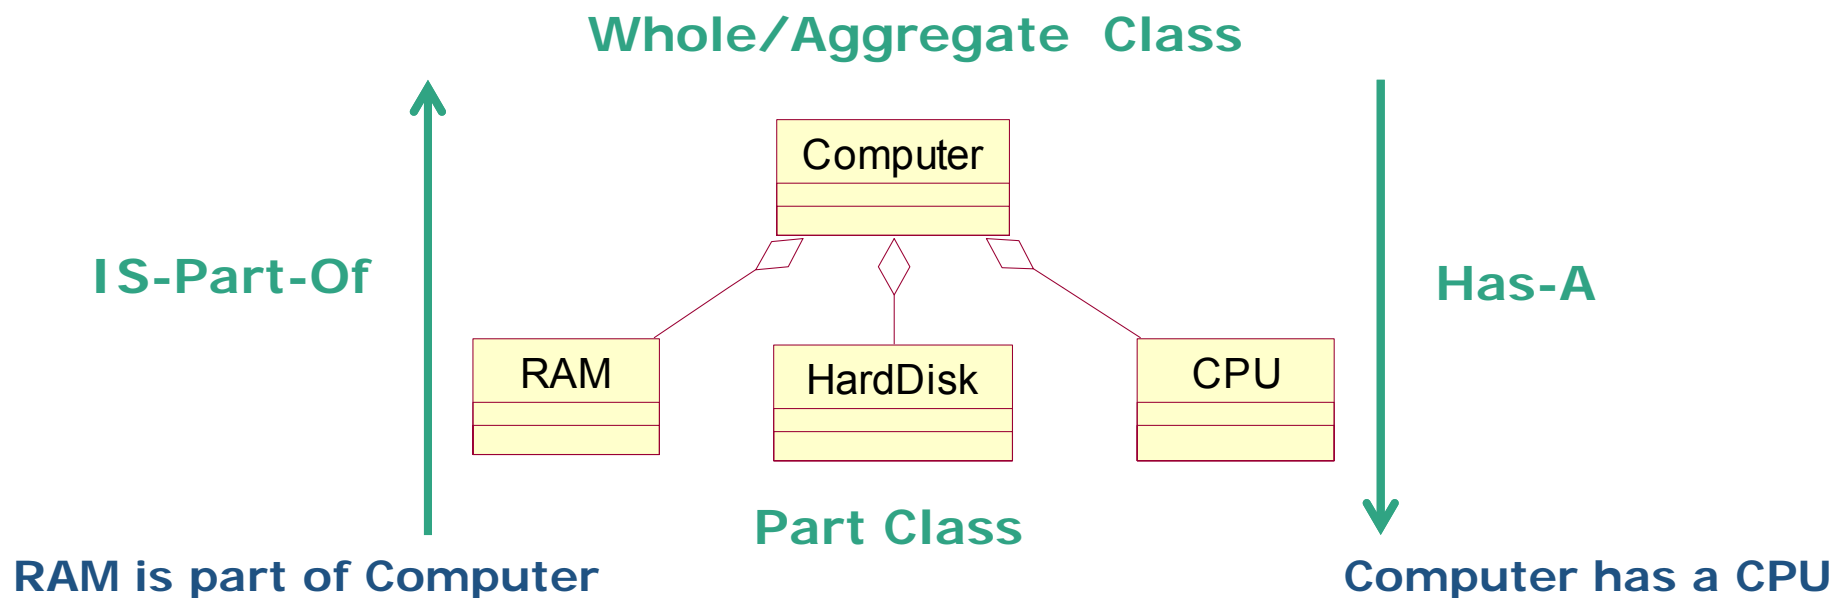 Whole/Aggregate Class
Computer
IS-Part-Of
Has-A
RAM
HardDisk
CPU
Part Class
RAM is part of Computer
Computer has a CPU